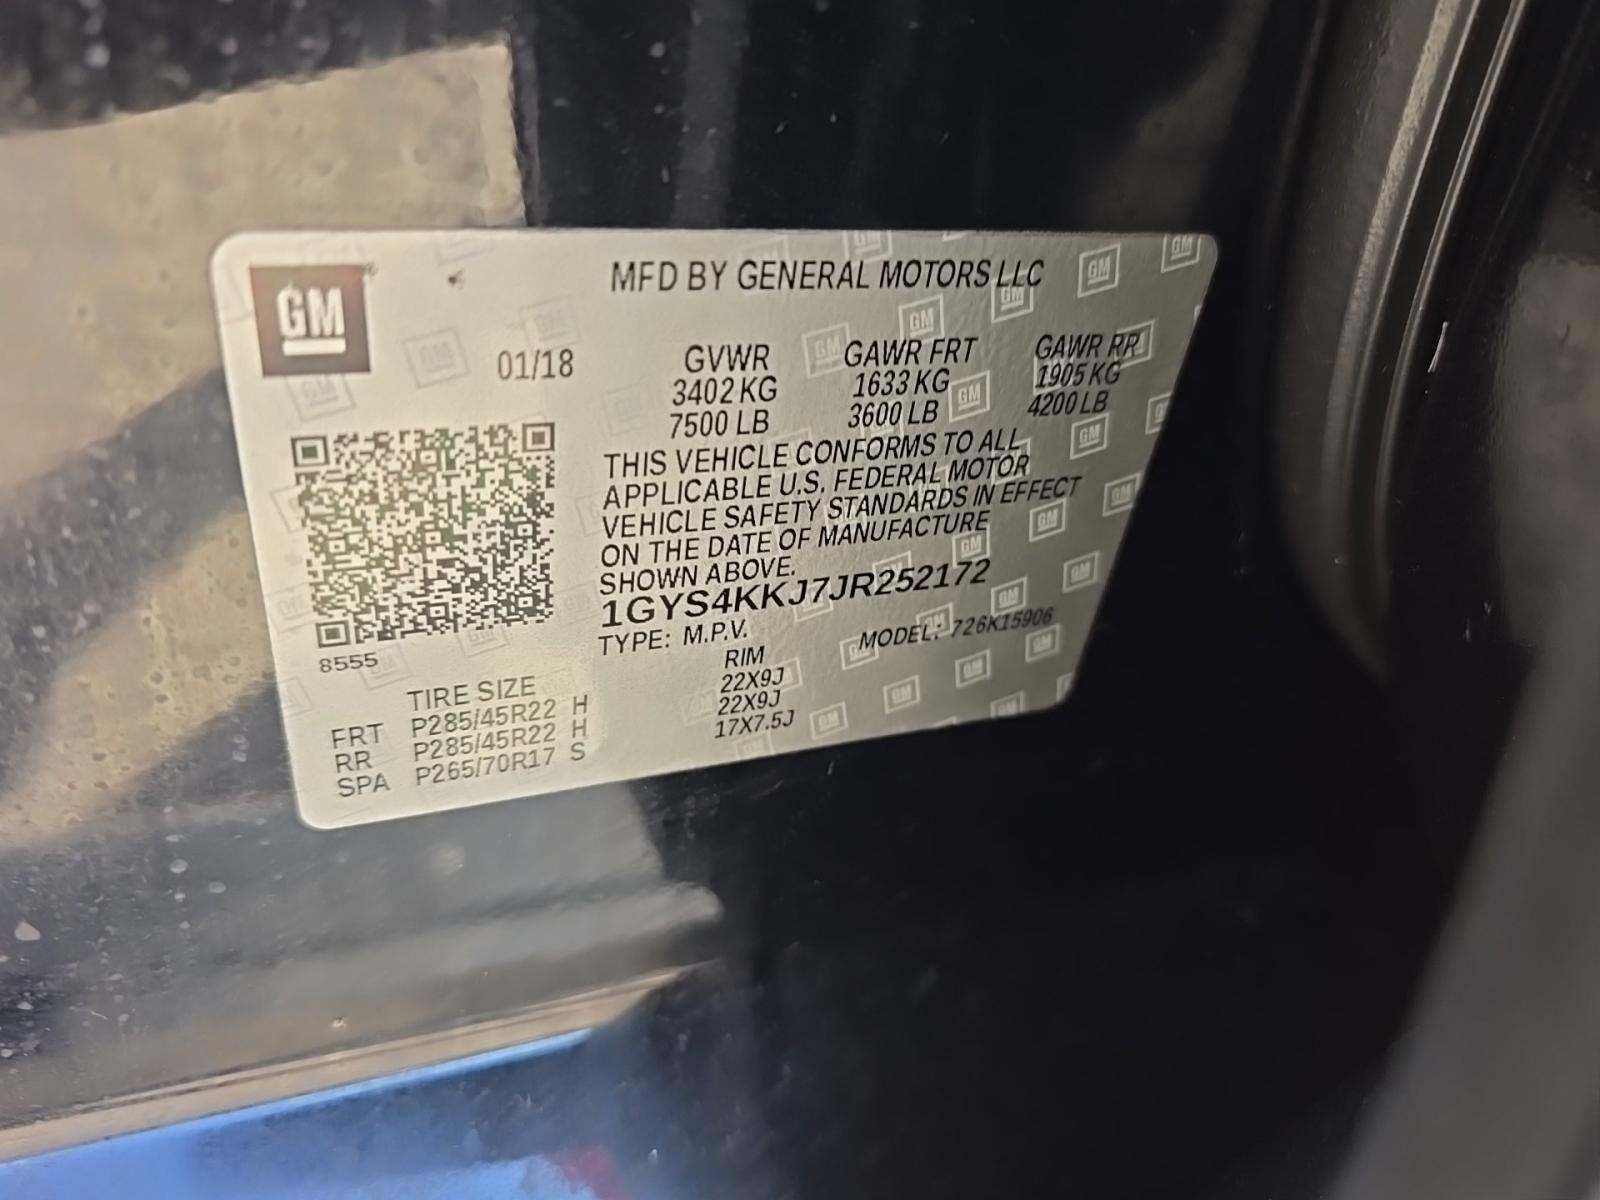 GM
MFD BY GENERAL MOTORS LLC
01/18
GVWR GAWR FRT GAWR RR
3402 KG 1633 KG 1905 KG
7500 LB 3600 LB 4200 LB
THIS VEHICLE CONFORMS TO ALL
APPLICABLE U.S. FEDERAL MOTOR
VEHICLE SAFETY STANDARDS IN EFFECT
ON THE DATE OF MANUFACTURE
SHOWN ABOVE.
1GYS4KKJ7JR252172
TYPE: M.P.V. MODEL: 726K15906
8555
TIRE SIZE RIM
FRT P285/45R22 H 22X9J
RR P285/45R22 H 22X9J
SPA P265/70R17 S 17X7.5J